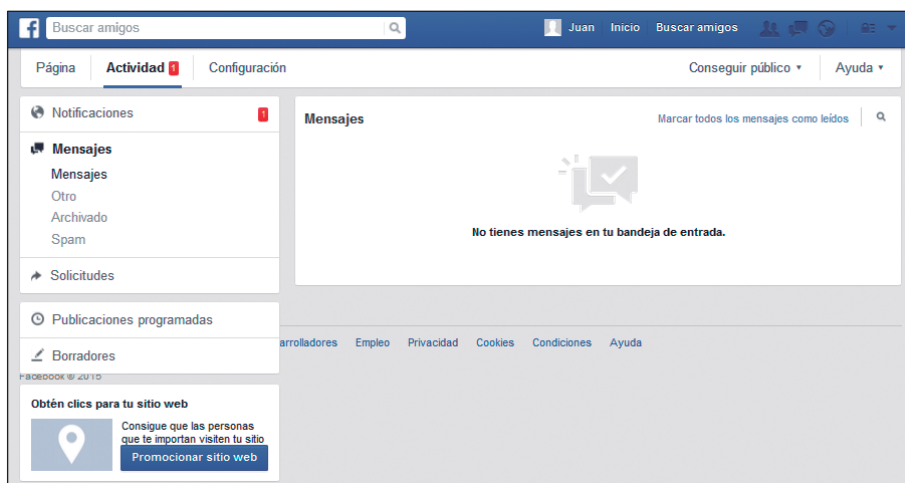 f Buscar amigos Juan Inicio Buscar amigos
Página Actividad 1 Configuración Conseguir público Ayuda
Notificaciones 1
Mensajes
Mensajes
Otro
Archivado
Spam
Solicitudes
Mensajes Marcar todos los mensajes como leídos
No tienes mensajes en tu bandeja de entrada.
Publicaciones programadas
Borradores
arrolladores Empleo Privacidad Cookies Condiciones Ayuda
Facebook © 2015
Obtén clics para tu sitio web
Consigue que las personas
que te importan visiten tu sitio
Promocionar sitio web